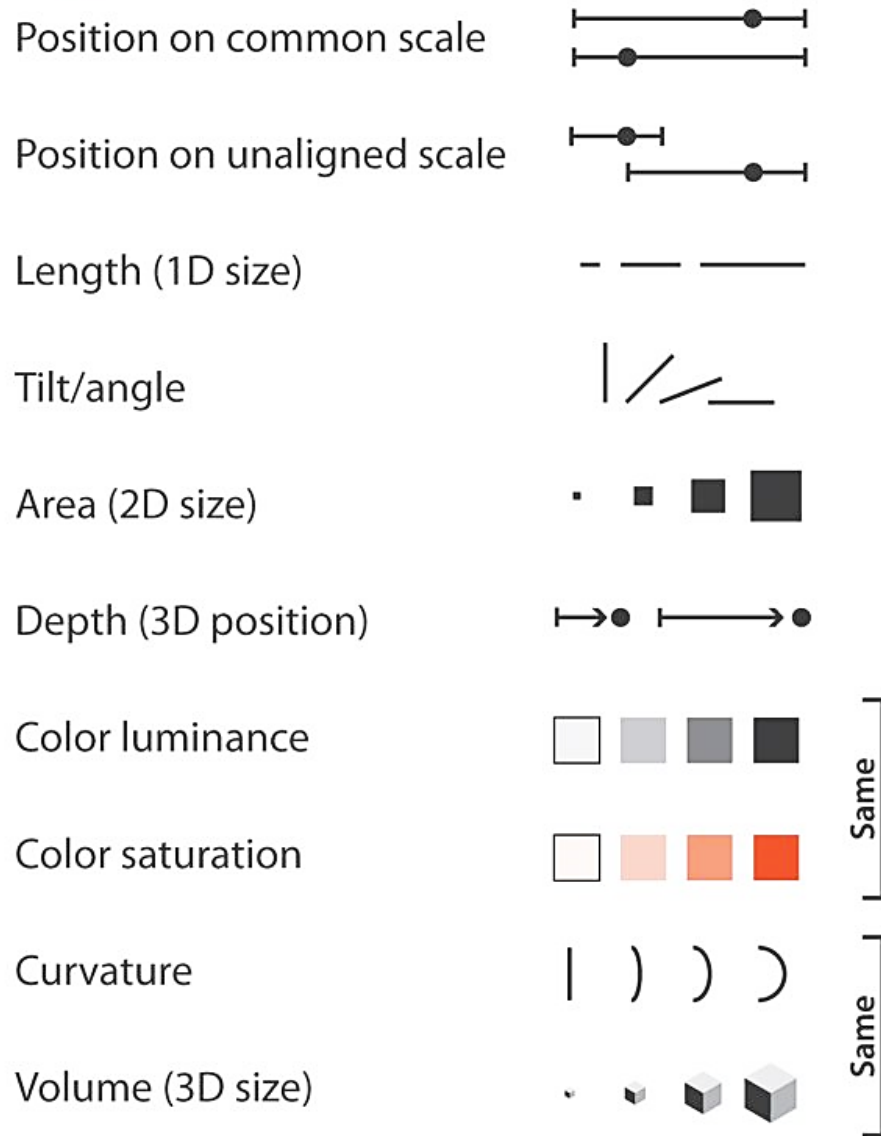 Position on common scale
Position on unaligned scale
Length (1D size)
Tilt/angle
Area (2D size)
Depth (3D position)
Color luminance
Color saturation
Same
Curvature
Volume (3D size)
Same